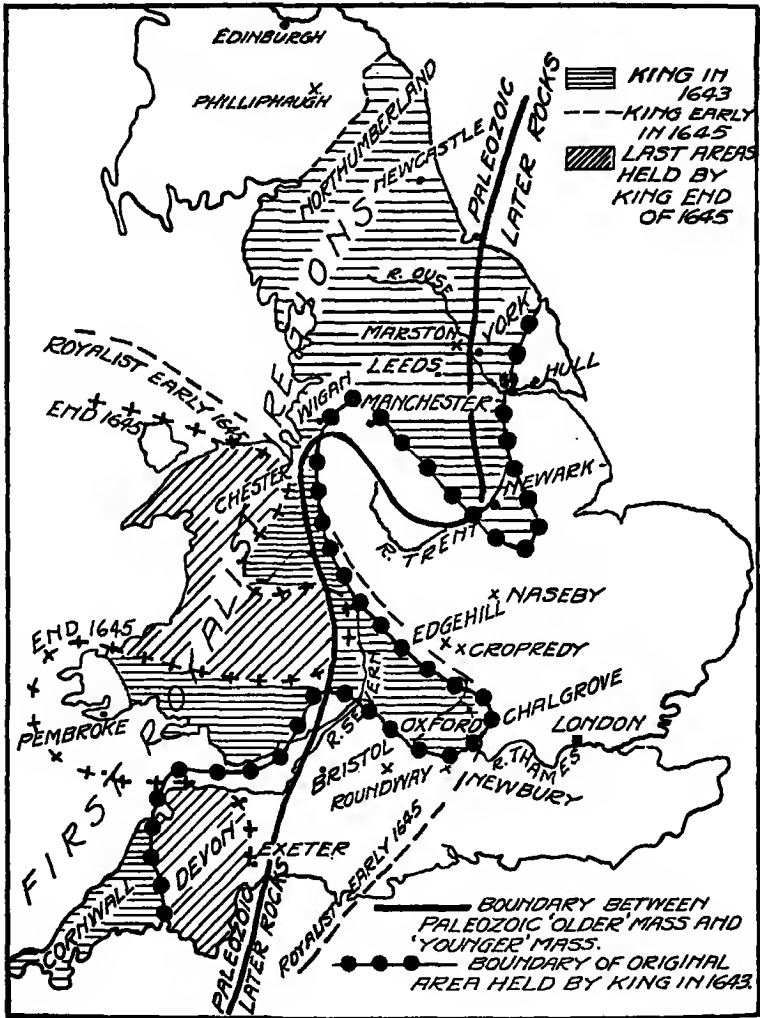 EDINBURGH
PHILLIPHAUGH
NORTHUMBERLAND
NEWCASTLE
PALEOZOIC
LATER ROCKS
KING IN
1643
KING EARLY
IN 1645
LAST AREAS
HELD BY
KING END
OF 1645
R. OUSE
MARSTON
YORK
LEEDS
HULL
ROYALIST EARLY 1645
END 1645
WIGAN
MANCHESTER
CHESTER
NEWARK
R. TRENT
NASEBY
EDGEHILL
CROPREDY
END 1645
R. SEVERN
CHALGROVE
OXFORD
LONDON
PEMBROKE
BRISTOL
R. THAMES
ROUNDWAY
NEWBURY
FIRST ROYALIST REGIONS
DEVON
EXETER
CORNWALL
ROYALIST EARLY 1645
PALEOZOIC
LATER ROCKS
BOUNDARY BETWEEN
PALEOZOIC 'OLDER' MASS AND
'YOUNGER' MASS.
BOUNDARY OF ORIGINAL
AREA HELD BY KING IN 1643.